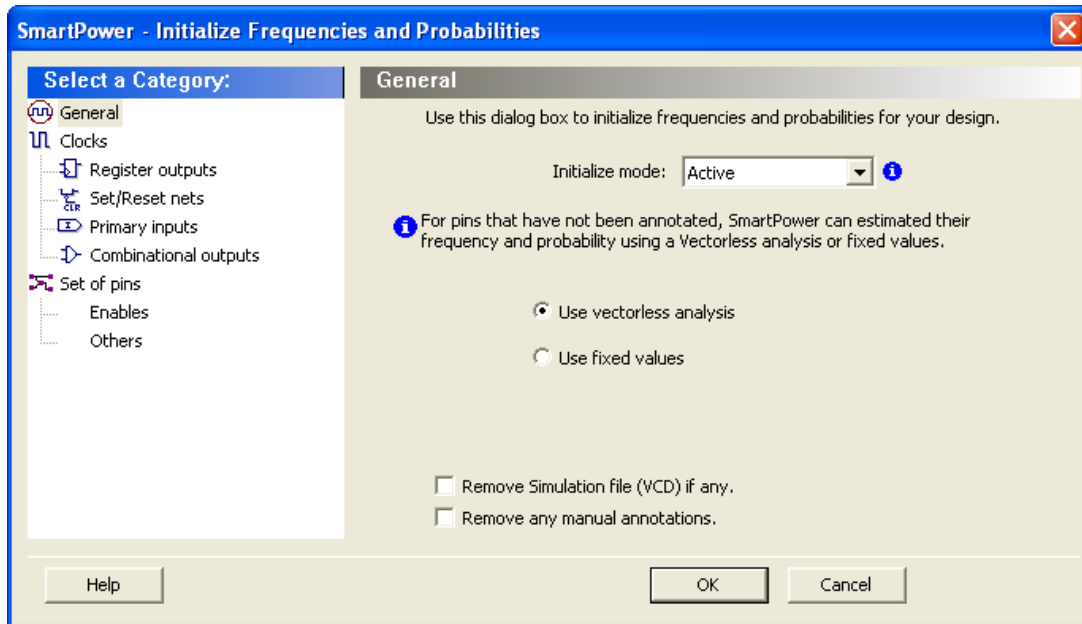 SmartPower - Initialize Frequencies and Probabilities
Select a Category:
General
Clocks
Register outputs
CLR
Set/Reset nets
Primary inputs
Combinational outputs
Set of pins
Enables
Others
General
Use this dialog box to initialize frequencies and probabilities for your design.
Initialize mode: Active
For pins that have not been annotated, SmartPower can estimated their
frequency and probability using a Vectorless analysis or fixed values.
Use vectorless analysis
Use fixed values
Remove Simulation file (VCD) if any.
Remove any manual annotations.
Help
OK
Cancel